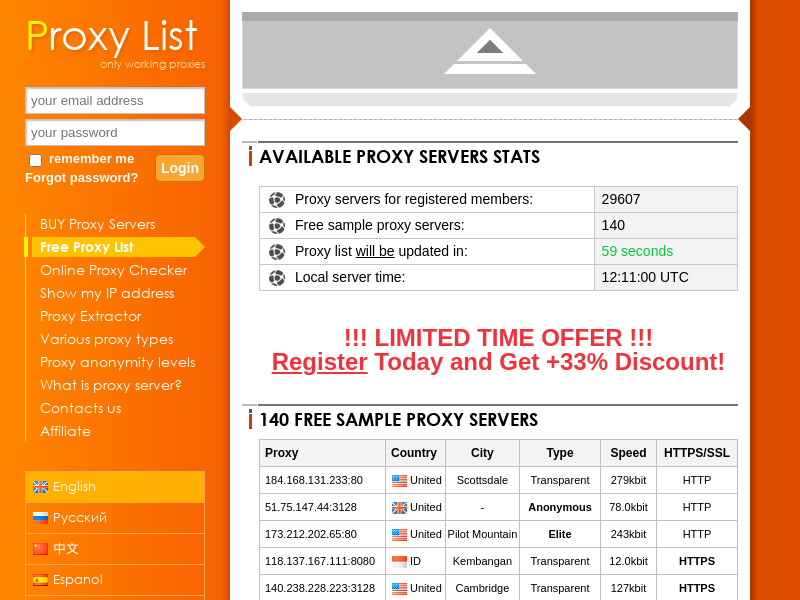 Proxy List
only working proxies
your email address
your password
remember me
Login
Forgot password?
BUY Proxy Servers
Free Proxy List
Online Proxy Checker
Show my IP address
Proxy Extractor
Various proxy types
Proxy anonymity levels
What is proxy server?
Contacts us
Affiliate
English
Русский
中文
Espanol
AVAILABLE PROXY SERVERS STATS
Proxy servers for registered members: 29607
Free sample proxy servers: 140
Proxy list will be updated in: 59 seconds
Local server time: 12:11:00 UTC
!!! LIMITED TIME OFFER !!!
Register Today and Get +33% Discount!
140 FREE SAMPLE PROXY SERVERS
Proxy Country City Type Speed HTTPS/SSL
184.168.131.233:80 United Scottsdale Transparent 279kbit HTTP
51.75.147.44:3128 United - Anonymous 78.0kbit HTTP
173.212.202.65:80 United Pilot Mountain Elite 243kbit HTTP
118.137.167.111:8080 ID Kembangan Transparent 12.0kbit HTTPS
140.238.228.223:3128 United Cambridge Transparent 127kbit HTTPS